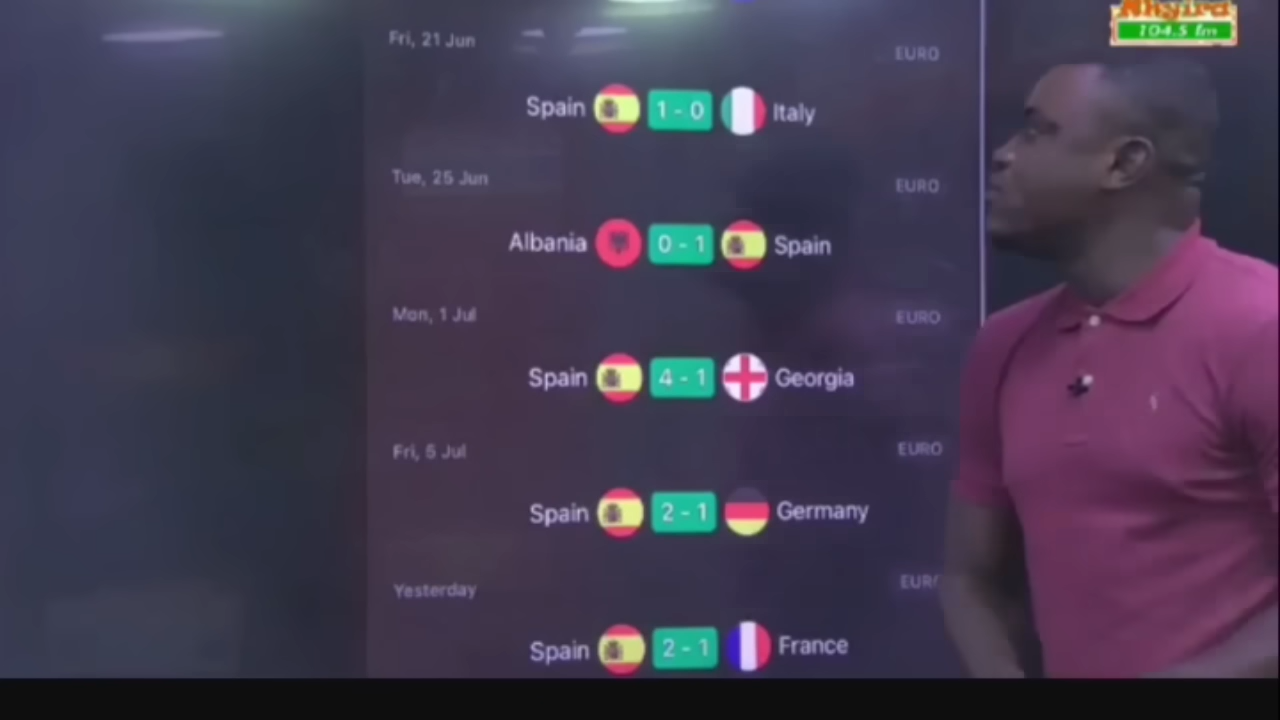 Nhyira
104.5 fm
Fri, 21 Jun
EURO
Spain 1 - 0 Italy
Tue, 25 Jun
EURO
Albania 0 - 1 Spain
Mon, 1 Jul
EURO
Spain 4 - 1 Georgia
Fri, 5 Jul
EURO
Spain 2 - 1 Germany
Yesterday
EURO
Spain 2 - 1 France